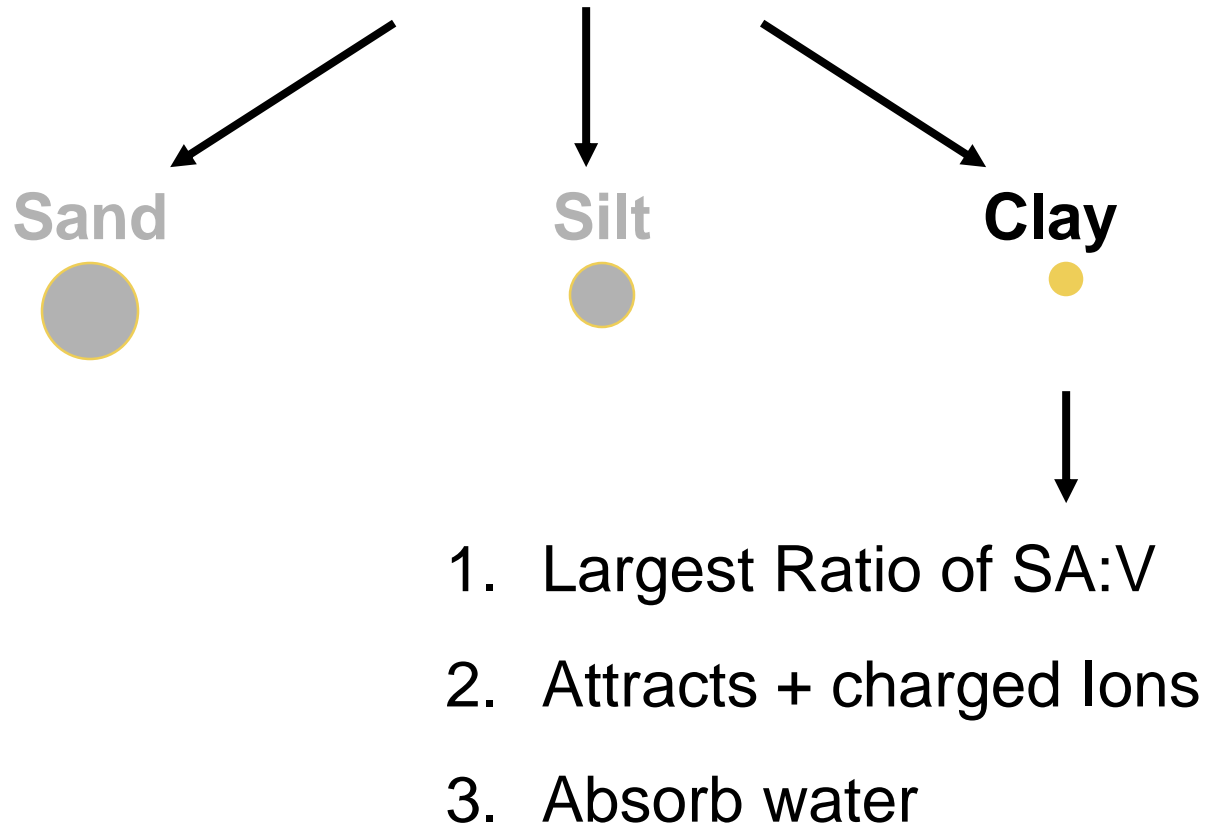 Sand Silt Clay
1. Largest Ratio of SA:V
2. Attracts + charged Ions
3. Absorb water